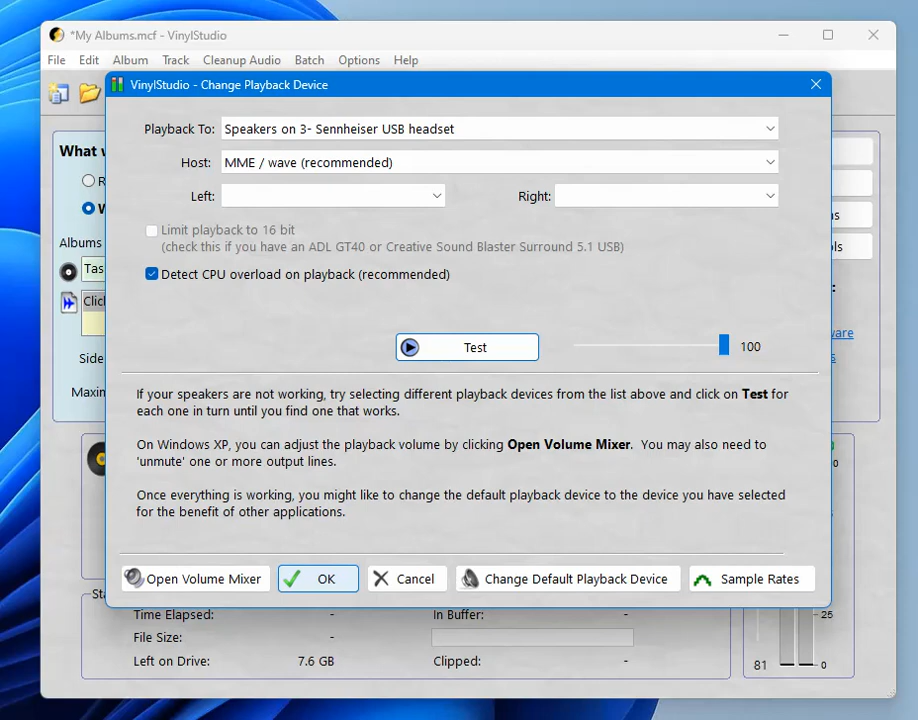 *My Albums.mcf - VinylStudio
File Edit Album Track Cleanup Audio Batch Options Help
VinylStudio - Change Playback Device
Playback To: Speakers on 3- Sennheiser USB headset
Host: MME / wave (recommended)
Left: Right:
Limit playback to 16 bit
(check this if you have an ADL GT40 or Creative Sound Blaster Surround 5.1 USB)
Detect CPU overload on playback (recommended)
Test 100
If your speakers are not working, try selecting different playback devices from the list above and click on Test for
each one in turn until you find one that works.
On Windows XP, you can adjust the playback volume by clicking Open Volume Mixer. You may also need to
'unmute' one or more output lines.
Once everything is working, you might like to change the default playback device to the device you have selected
for the benefit of other applications.
Open Volume Mixer OK Cancel Change Default Playback Device Sample Rates
What
Albums
Side
Time Elapsed: - In Buffer: - 25
File Size: -
Left on Drive: 7.6 GB Clipped: - 81 0